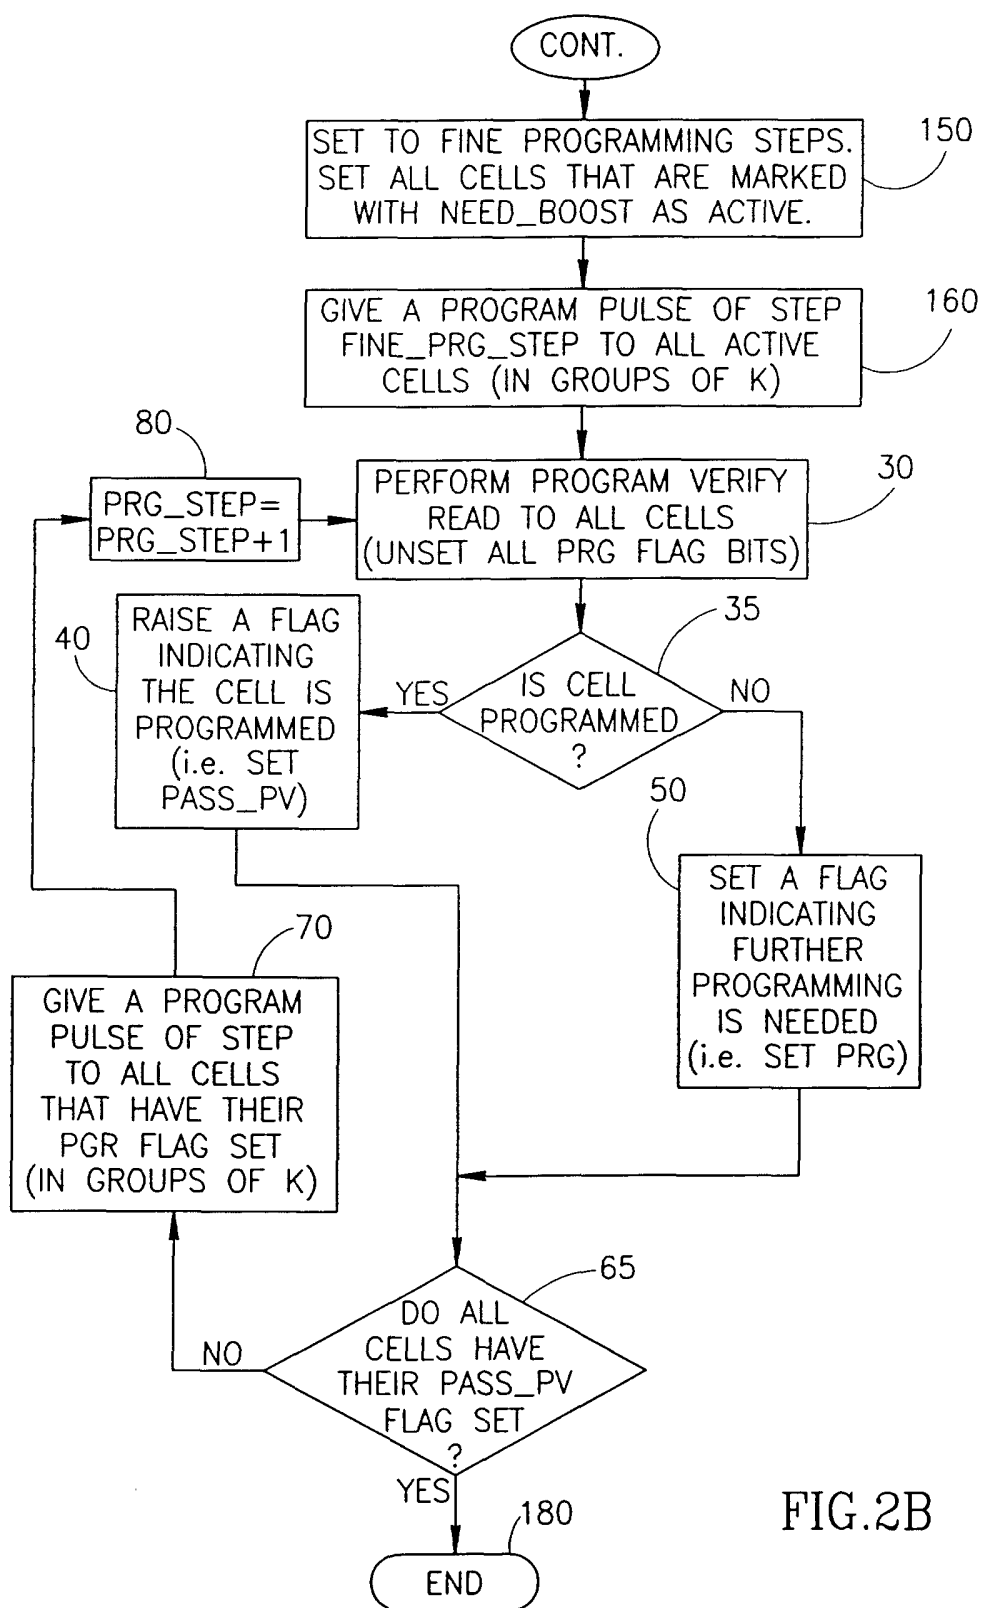 CONT.
150
SET TO FINE PROGRAMMING STEPS.
SET ALL CELLS THAT ARE MARKED
WITH NEED_BOOST AS ACTIVE.
160
GIVE A PROGRAM PULSE OF STEP
FINE_PRG_STEP TO ALL ACTIVE
CELLS (IN GROUPS OF K)
80
PRG_STEP=
PRG_STEP+1
30
PERFORM PROGRAM VERIFY
READ TO ALL CELLS
(UNSET ALL PRG FLAG BITS)
35
IS CELL
PROGRAMMED
?
YES
NO
40
RAISE A FLAG
INDICATING
THE CELL IS
PROGRAMMED
(i.e. SET
PASS_PV)
50
SET A FLAG
INDICATING
FURTHER
PROGRAMMING
IS NEEDED
(i.e. SET PRG)
70
GIVE A PROGRAM
PULSE OF STEP
TO ALL CELLS
THAT HAVE THEIR
PGR FLAG SET
(IN GROUPS OF K)
65
DO ALL
CELLS HAVE
THEIR PASS_PV
FLAG SET
?
NO
YES
180
END
FIG.2B